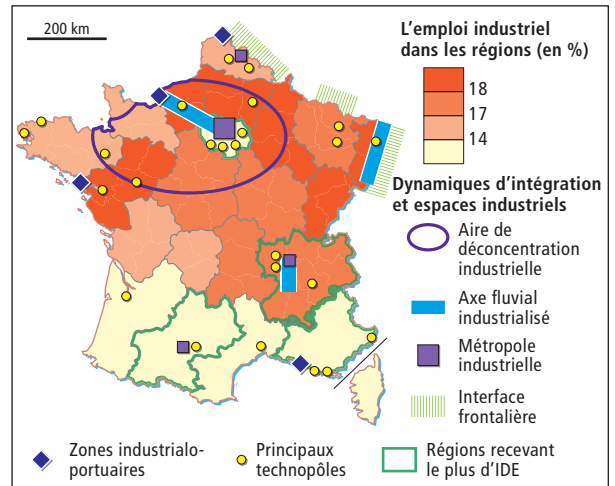 200 km
L'emploi industriel
dans les régions (en %)
18
17
14
Dynamiques d'intégration
et espaces industriels
Aire de
déconcentration
industrielle
Axe fluvial
industrialisé
Métropole
industrielle
Interface
frontalière
Zones industrialo-
portuaires
Principaux
technopôles
Régions recevant
le plus d'IDE